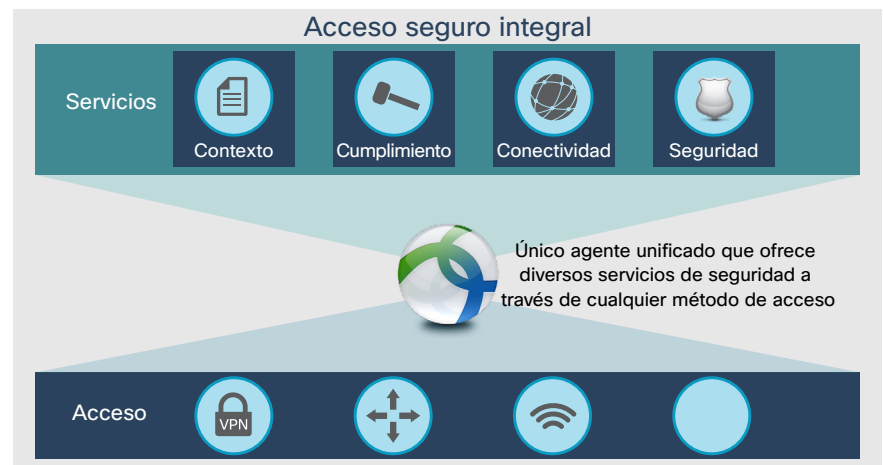 Acceso seguro integral
Servicios
Contexto
Cumplimiento
Conectividad
Seguridad
Único agente unificado que ofrece
diversos servicios de seguridad a
través de cualquier método de acceso
Acceso
VPN